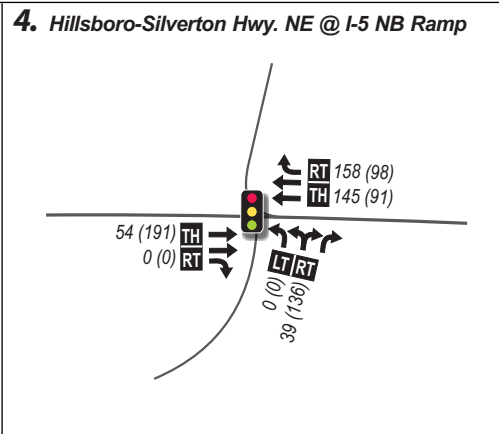 4. Hillsboro-Silverton Hwy. NE @ I-5 NB Ramp
RT 158 (98)
TH 145 (91)
54 (191) TH
0 (0) RT
LT RT
0 (0)
39 (136)